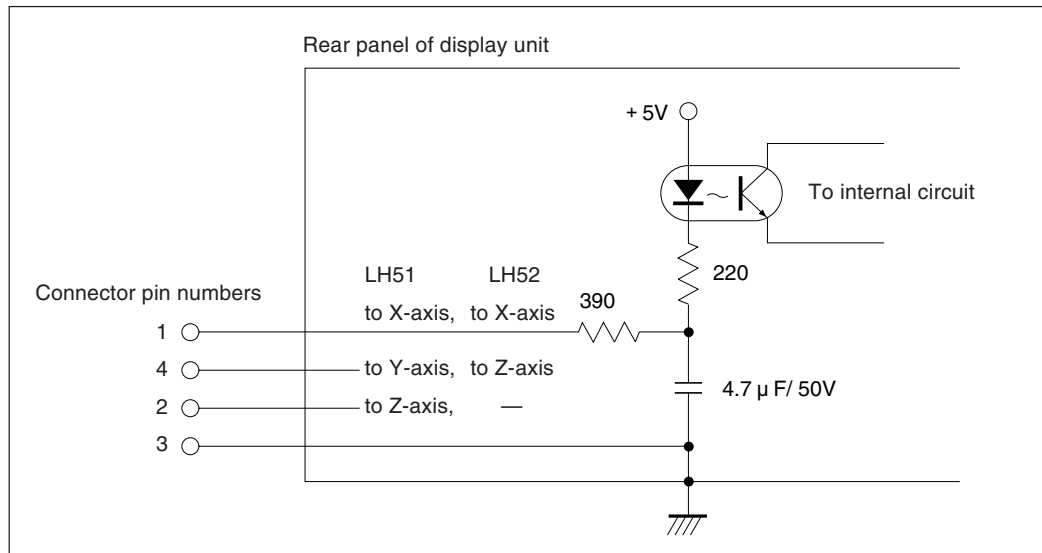 Rear panel of display unit
+ 5V
To internal circuit
220
LH51 LH52
Connector pin numbers
390
1 to X-axis, to X-axis
4 to Y-axis, to Z-axis
4.7 µ F/ 50V
2 to Z-axis, —
3